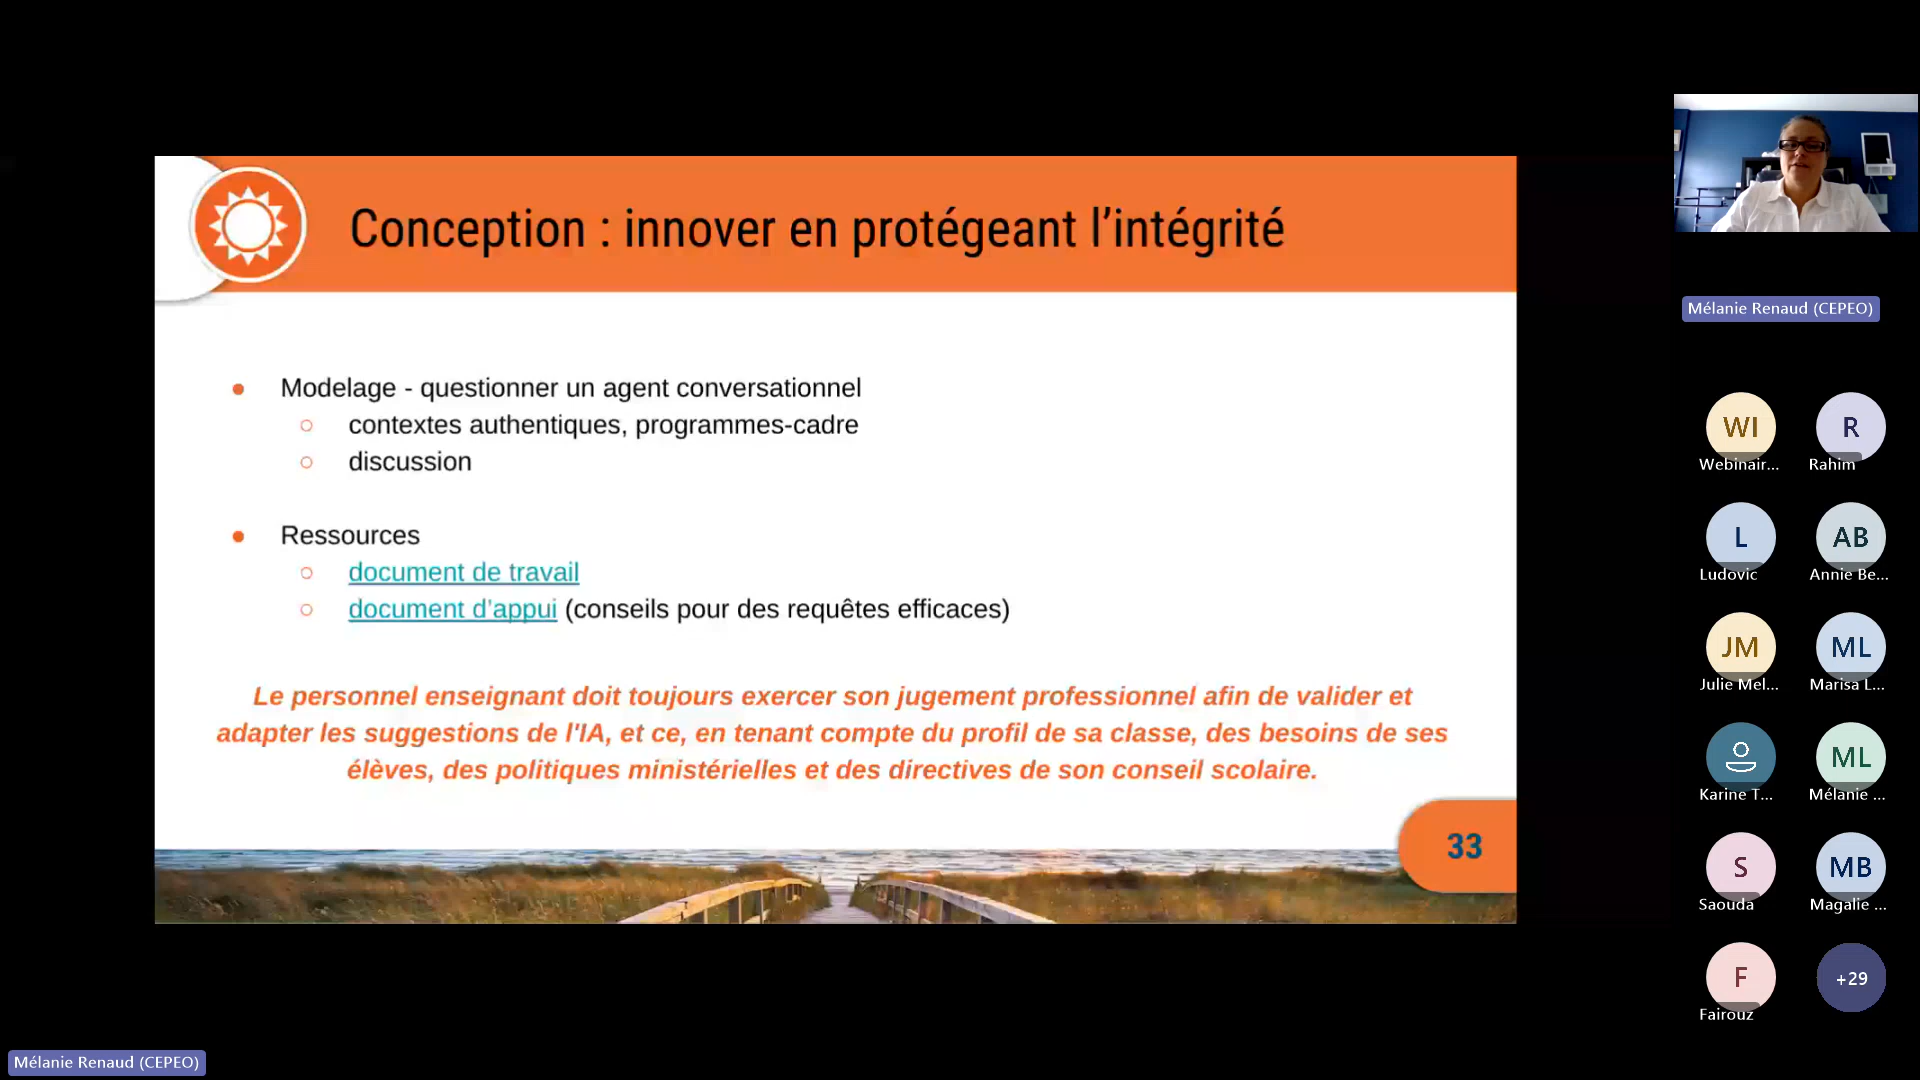 Conception : innover en protégeant l’intégrité
● Modelage - questionner un agent conversationnel
○ contextes authentiques, programmes-cadre
○ discussion
● Ressources
○ document de travail
○ document d'appui (conseils pour des requêtes efficaces)
Le personnel enseignant doit toujours exercer son jugement professionnel afin de valider et
adapter les suggestions de l'IA, et ce, en tenant compte du profil de sa classe, des besoins de ses
élèves, des politiques ministérielles et des directives de son conseil scolaire.
33
Mélanie Renaud (CEPEO)
WI
Webinair...
R
Rahim
L
Ludovic
AB
Annie Be...
JM
Julie Mel...
ML
Marisa L...
Karine T...
ML
Mélanie ...
S
Saouda
MB
Magalie ...
F
Fairouz
+29
Mélanie Renaud (CEPEO)